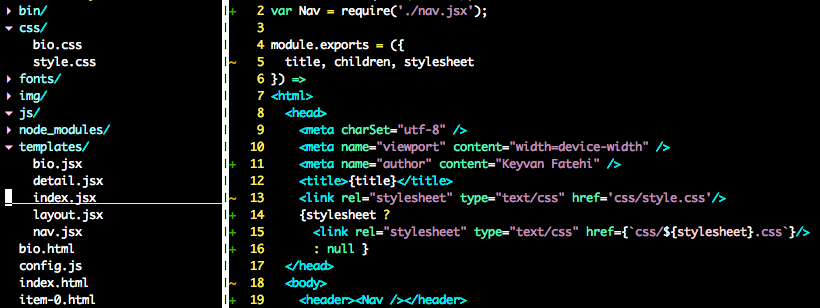 ▸ bin/
▾ css/
bio.css
style.css
▸ fonts/
▸ img/
▾ js/
▸ node_modules/
▾ templates/
bio.jsx
detail.jsx
index.jsx
layout.jsx
nav.jsx
bio.html
config.js
index.html
item-0.html
+ 2 var Nav = require('./nav.jsx');
3
4 module.exports = ({
~ 5 title, children, stylesheet
6 }) =>
7 <html>
8 <head>
9 <meta charSet="utf-8" />
10 <meta name="viewport" content="width=device-width" />
+ 11 <meta name="author" content="Keyvan Fatehi" />
12 <title>{title}</title>
~ 13 <link rel="stylesheet" type="text/css" href='css/style.css'/>
+ 14 {stylesheet ?
+ 15 <link rel="stylesheet" type="text/css" href={`css/${stylesheet}.css`}/>
+ 16 : null }
17 </head>
~ 18 <body>
+ 19 <header><Nav /></header>